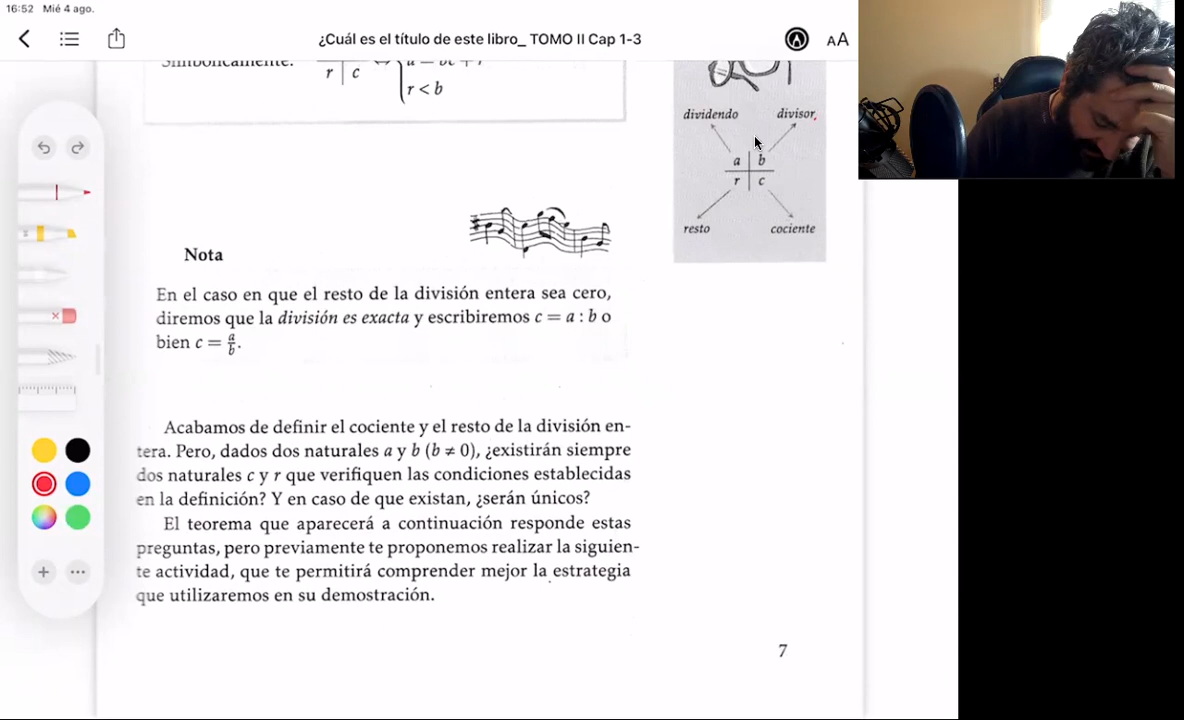 16:52 Mié 4 ago.
¿Cuál es el título de este libro_ TOMO II Cap 1-3
AA
Simbólicamente:
r c
r < b
dividendo divisor
a b
r c
resto cociente
Nota
En el caso en que el resto de la división entera sea cero,
diremos que la división es exacta y escribiremos c = a : b o
bien c = a/b.
Acabamos de definir el cociente y el resto de la división en-
tera. Pero, dados dos naturales a y b (b ≠ 0), ¿existirán siempre
dos naturales c y r que verifiquen las condiciones establecidas
en la definición? Y en caso de que existan, ¿serán únicos?
El teorema que aparecerá a continuación responde estas
preguntas, pero previamente te proponemos realizar la siguien-
te actividad, que te permitirá comprender mejor la estrategia
que utilizaremos en su demostración.
7